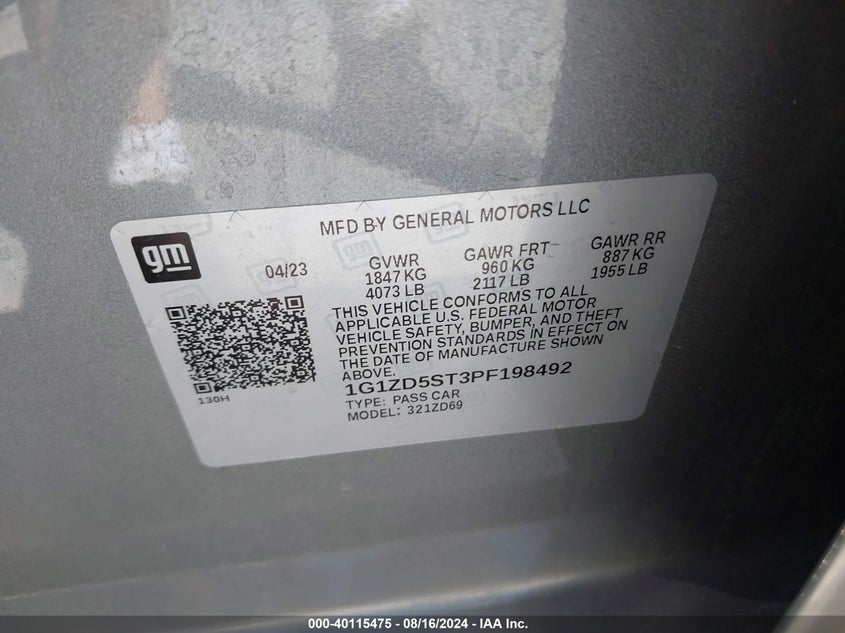 MFD BY GENERAL MOTORS LLC
gm
04/23
GVWR
1847 KG
4073 LB
GAWR FRT
960 KG
2117 LB
GAWR RR
887 KG
1955 LB
THIS VEHICLE CONFORMS TO ALL
APPLICABLE U.S. FEDERAL MOTOR
VEHICLE SAFETY, BUMPER, AND THEFT
PREVENTION STANDARDS IN EFFECT ON
THE DATE OF MANUFACTURE SHOWN
ABOVE.
1G1ZD5ST3PF198492
TYPE: PASS CAR
MODEL: 321ZD69
130H
000-40115475 - 08/16/2024 - IAA Inc.